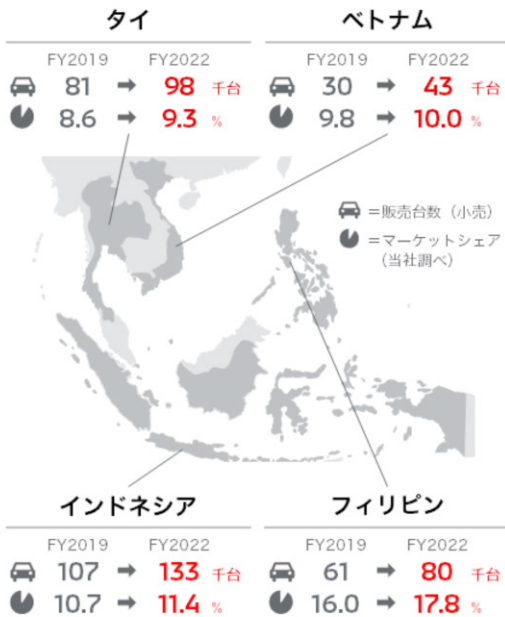 タイ
FY2019 FY2022
81 → 98 千台
8.6 → 9.3 %
ベトナム
FY2019 FY2022
30 → 43 千台
9.8 → 10.0 %
=販売台数（小売）
=マーケットシェア
（当社調べ）
インドネシア
FY2019 FY2022
107 → 133 千台
10.7 → 11.4 %
フィリピン
FY2019 FY2022
61 → 80 千台
16.0 → 17.8 %